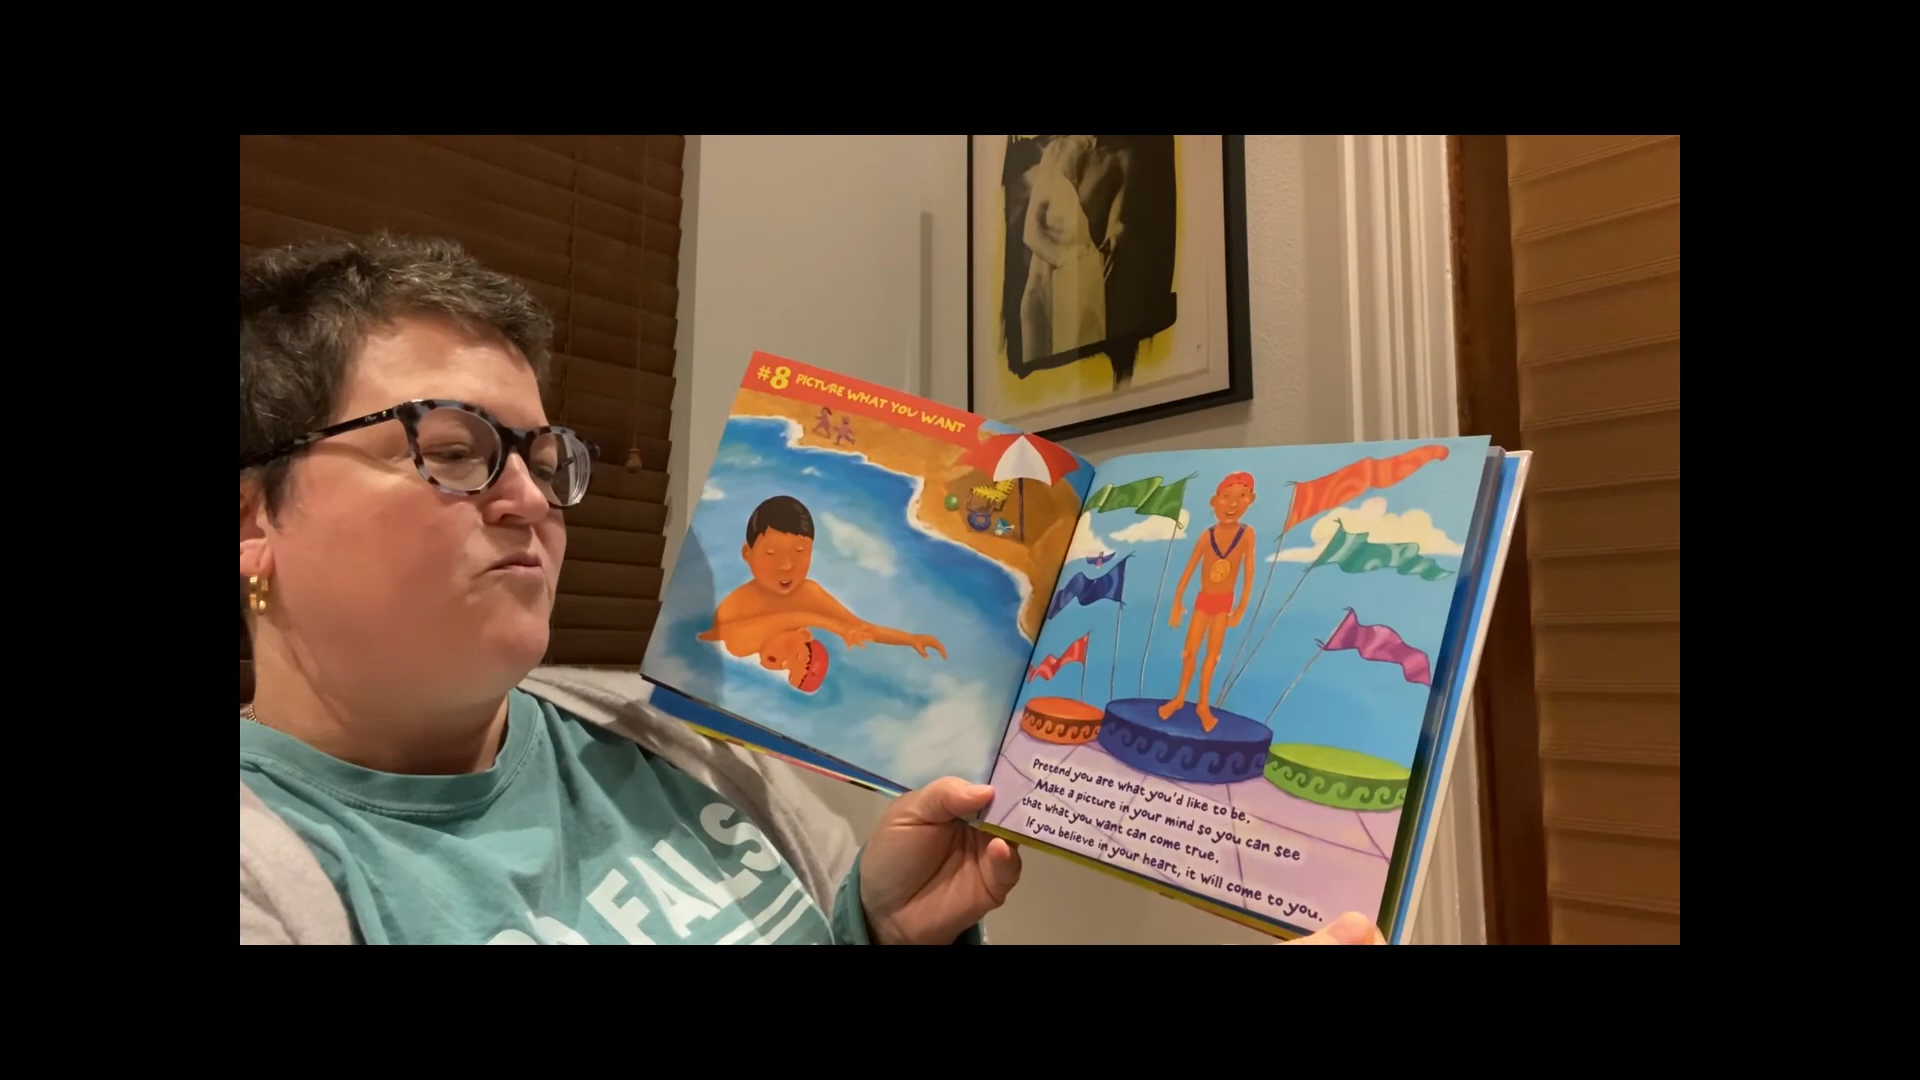 #8 PICTURE WHAT YOU WANT
Pretend you are what you'd like to be.
Make a picture in your mind so you can see
that what you want can come true.
If you believe in your heart, it will come to you.
FALS